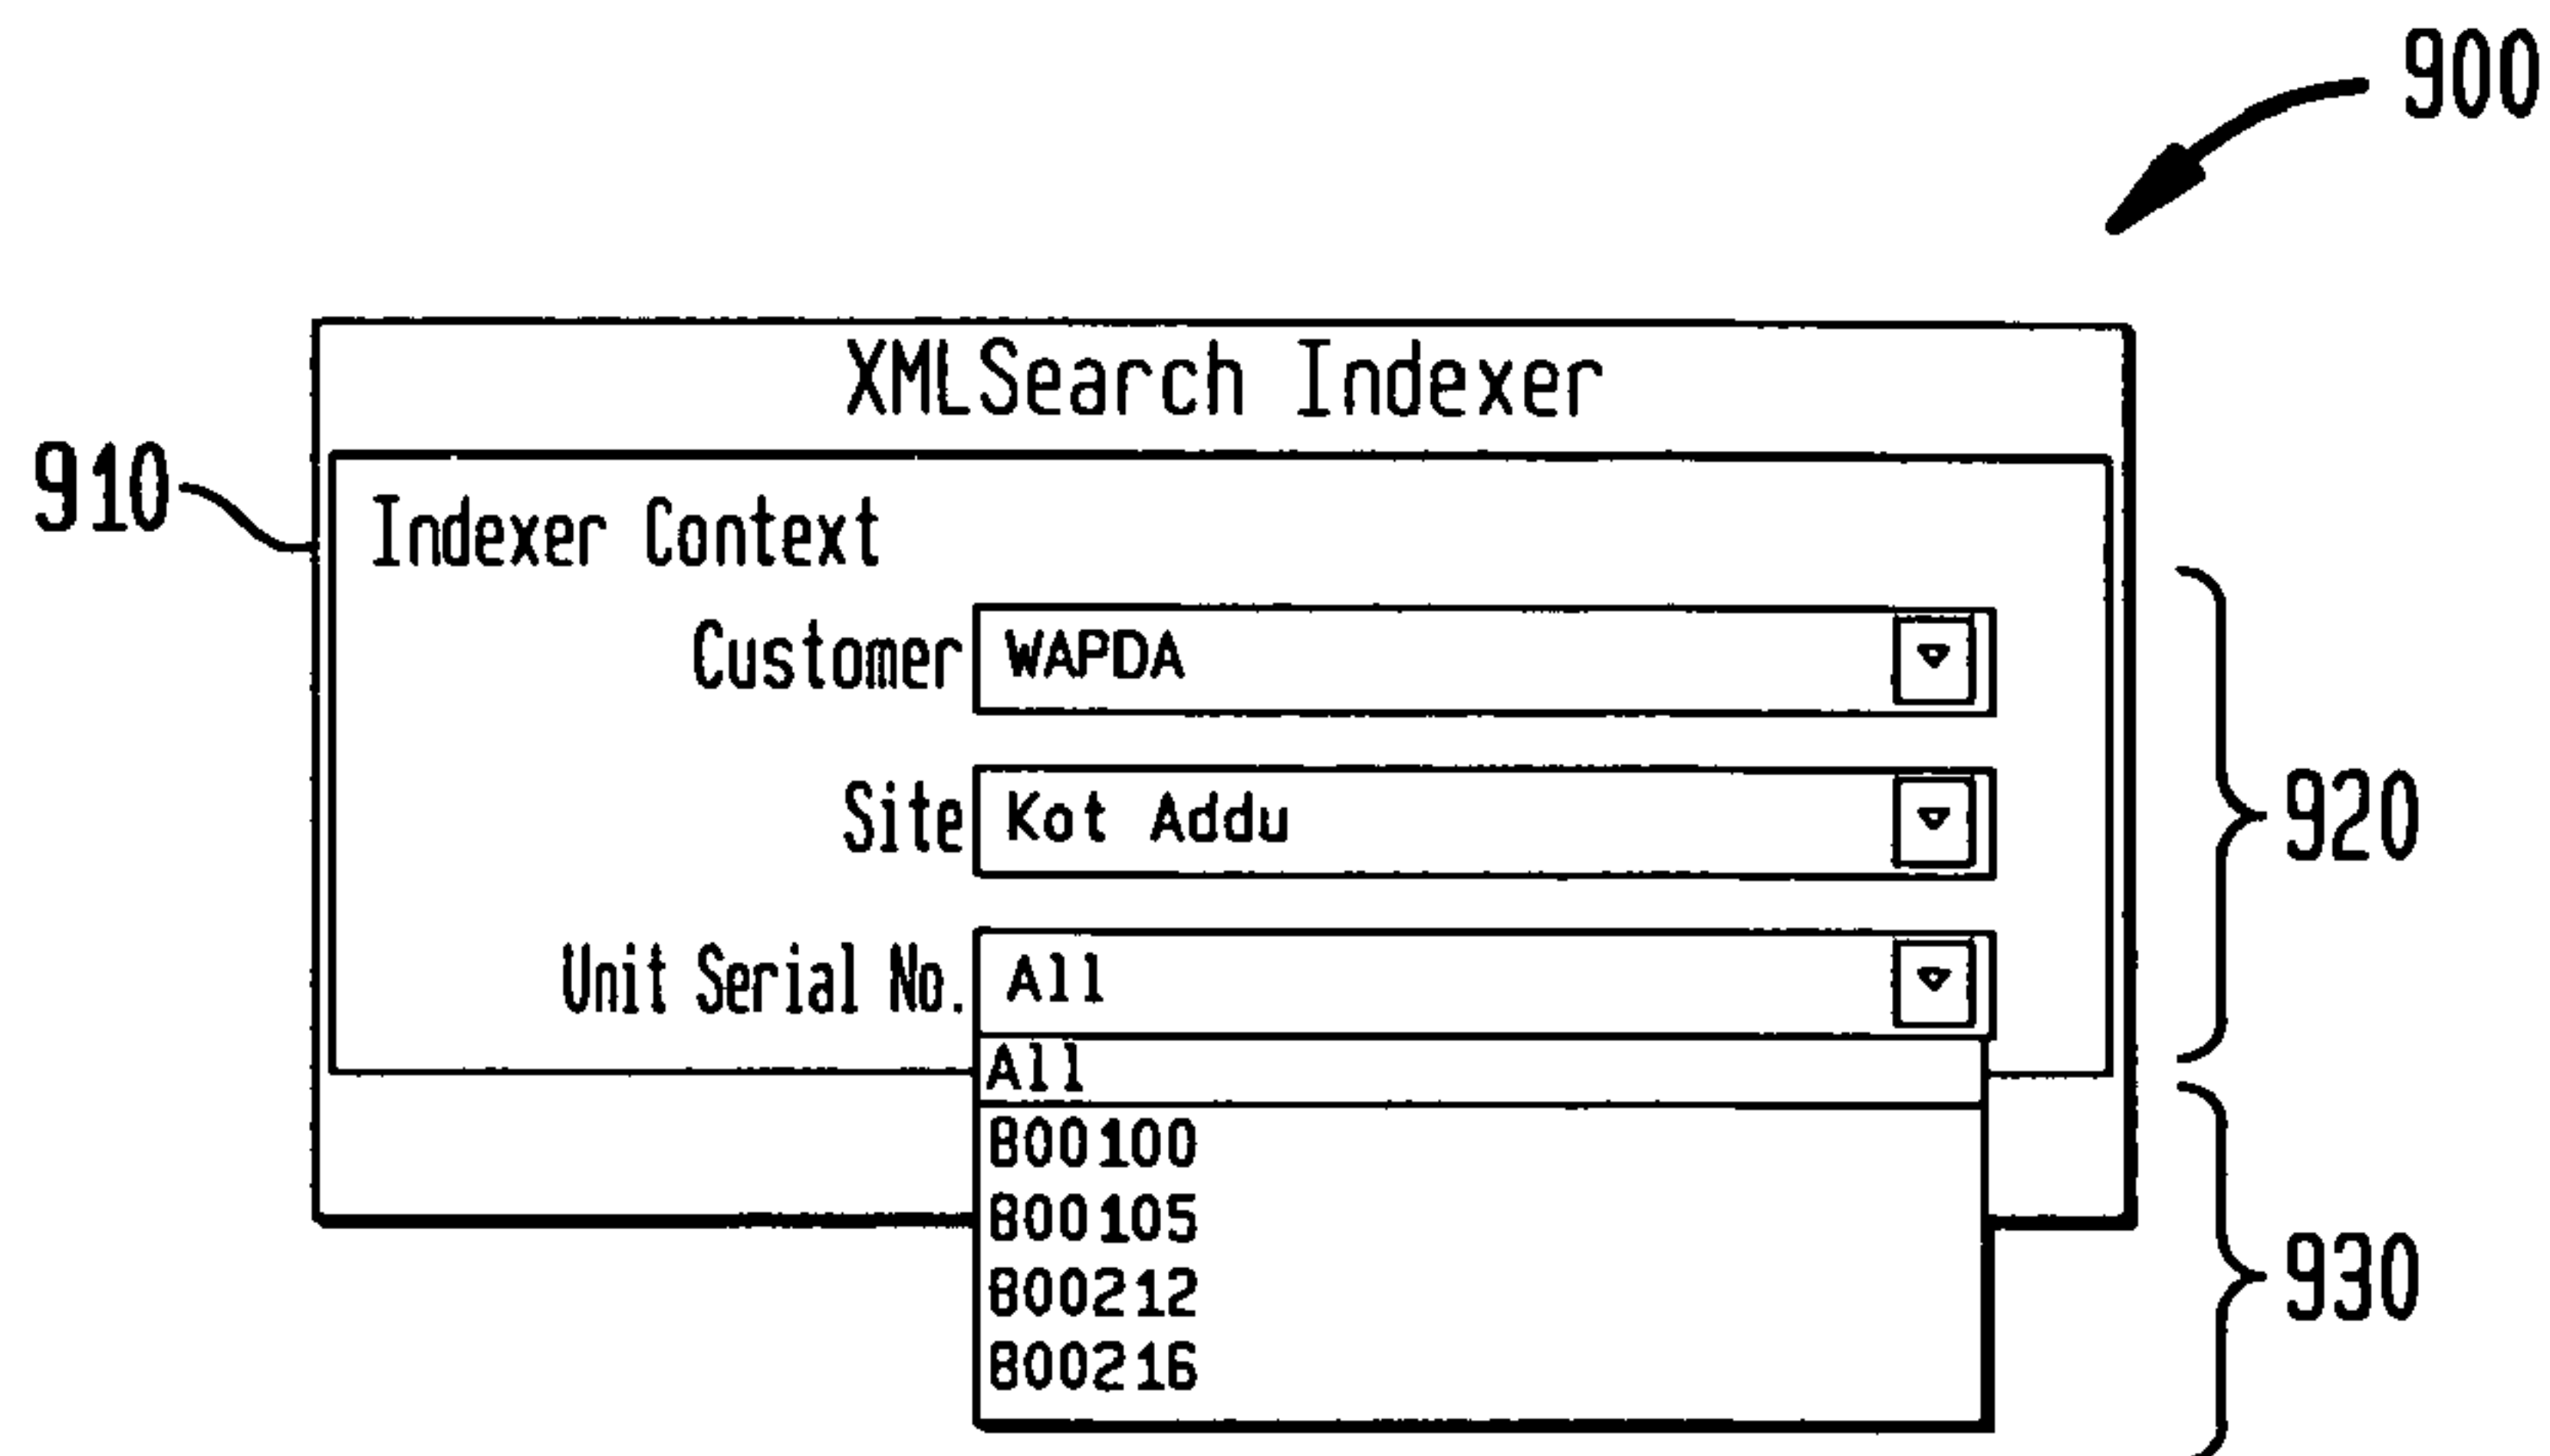 900
XMLSearch Indexer
910
Indexer Context
Customer WAPDA
Site Kot Addu
920
Unit Serial No. All
All
800100
800105
800212
800216
930